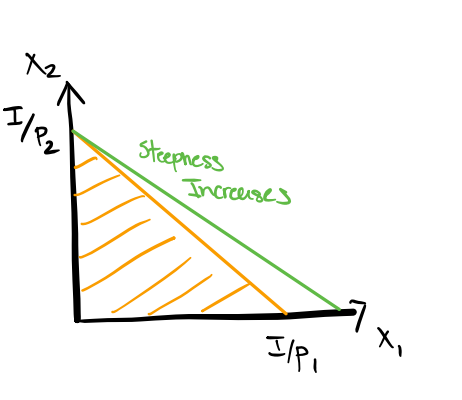 X₂
I/P₂
Steepness
Increases
I/P₁
X₁